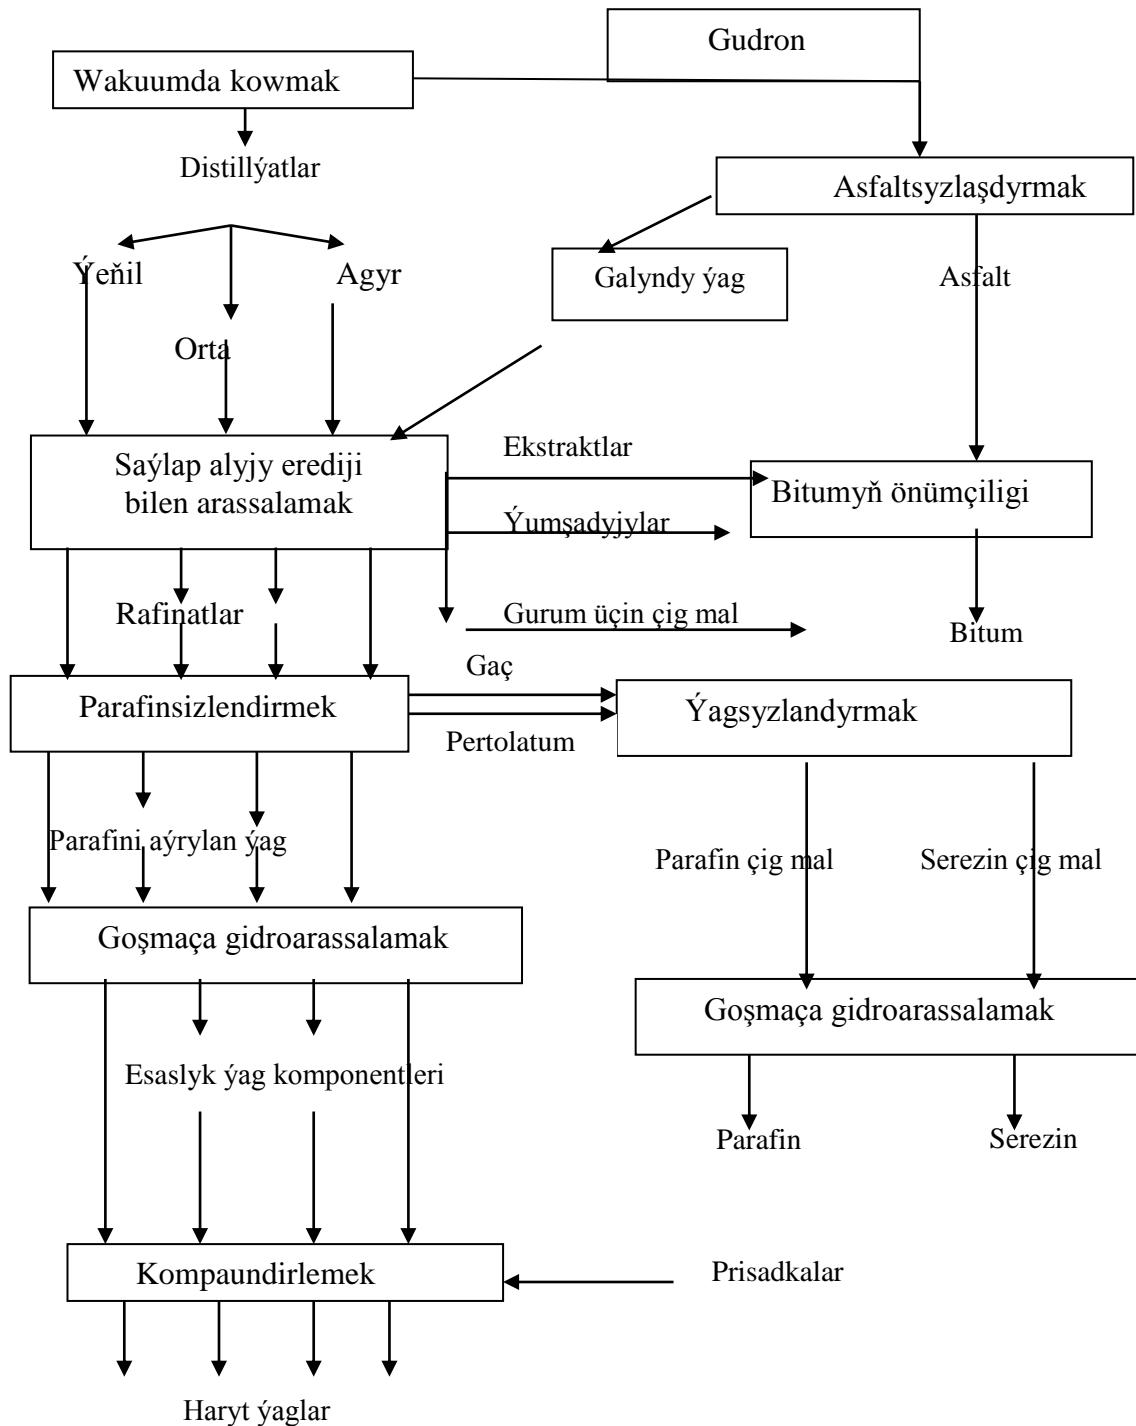 Gudron
Wakuumda kowmak
Distillýatlar
Asfaltsyzlaşdyrmak
Ýeňil
Agyr
Galyndy ýag
Asfalt
Orta
Saýlap alyjy erediji
bilen arassalamak
Ekstraktlar
Bitumyň önümçiligi
Ýumşadyjylar
Rafinatlar
Gurum üçin çig mal
Bitum
Gaç
Parafinsizlendirmek
Ýagsyzlandyrmak
Pertolatum
Parafini aýrylan ýag
Parafin çig mal
Serezin çig mal
Goşmaça gidroarassalamak
Goşmaça gidroarassalamak
Esaslyk ýag komponentleri
Parafin
Serezin
Kompaundirlemek
Prisadkalar
Haryt ýaglar